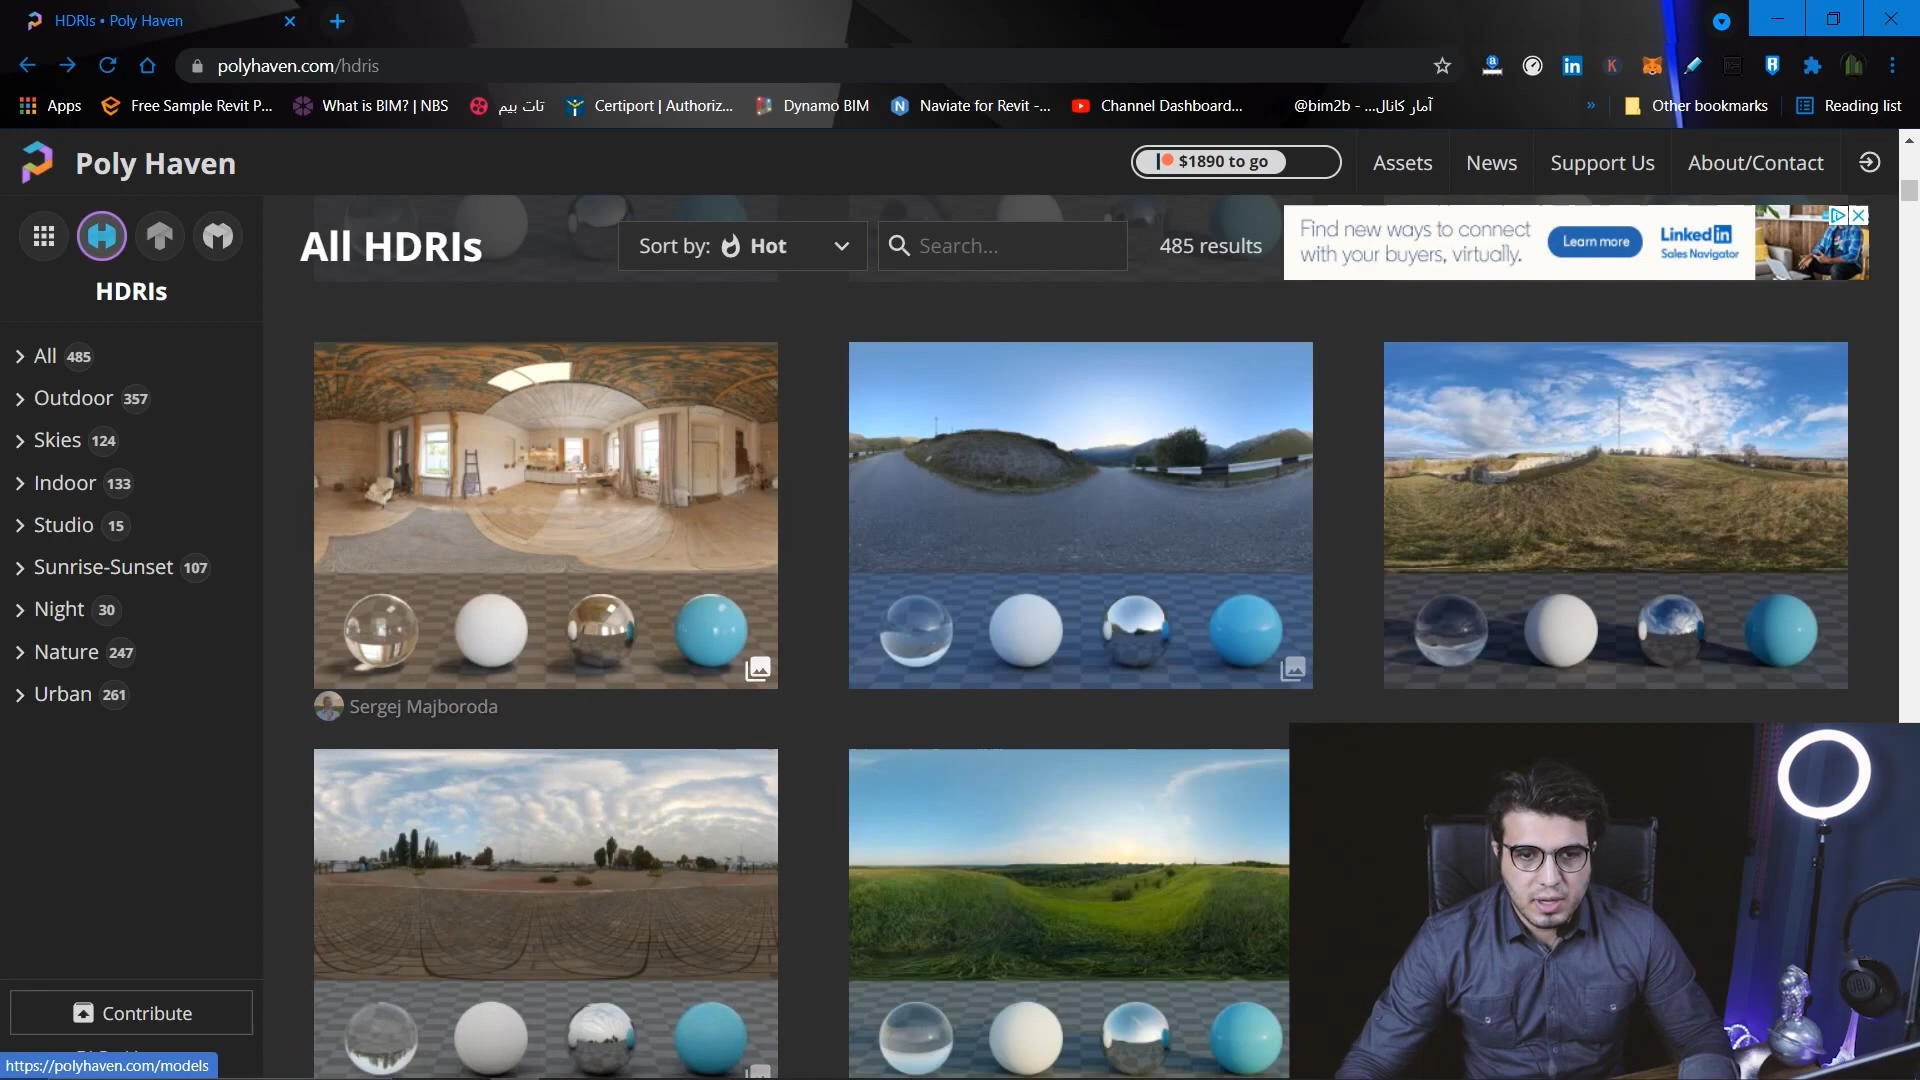 HDRIs • Poly Haven
polyhaven.com/hdris
Apps
Free Sample Revit P...
What is BIM? | NBS
تات بیم
Certiport | Authoriz...
Dynamo BIM
Naviate for Revit -...
Channel Dashboard...
@bim2b - ...آمار کانال
»
Other bookmarks
Reading list
Poly Haven
$1890 to go
Assets
News
Support Us
About/Contact
HDRIs
All 485
Outdoor 357
Skies 124
Indoor 133
Studio 15
Sunrise-Sunset 107
Night 30
Nature 247
Urban 261
Contribute
https://polyhaven.com/models
All HDRIs
Sort by: Hot
Search...
485 results
Find new ways to connect
with your buyers, virtually.
Learn more
Linked in
Sales Navigator
Sergej Majboroda
JBL